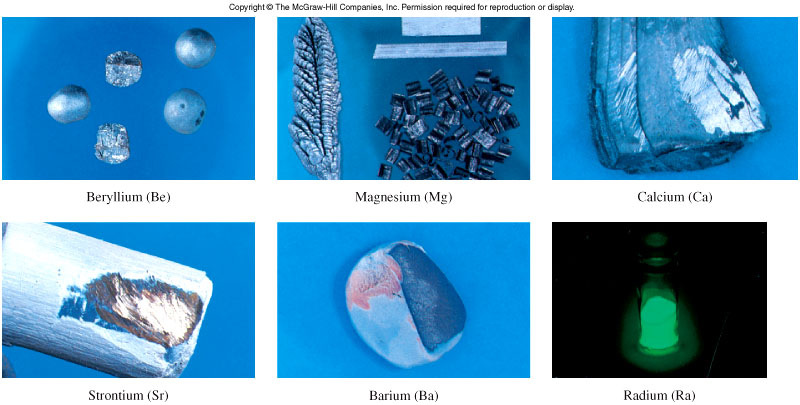 Copyright © The McGraw-Hill Companies, Inc. Permission required for reproduction or display.
Beryllium (Be)
Magnesium (Mg)
Calcium (Ca)
Strontium (Sr)
Barium (Ba)
Radium (Ra)